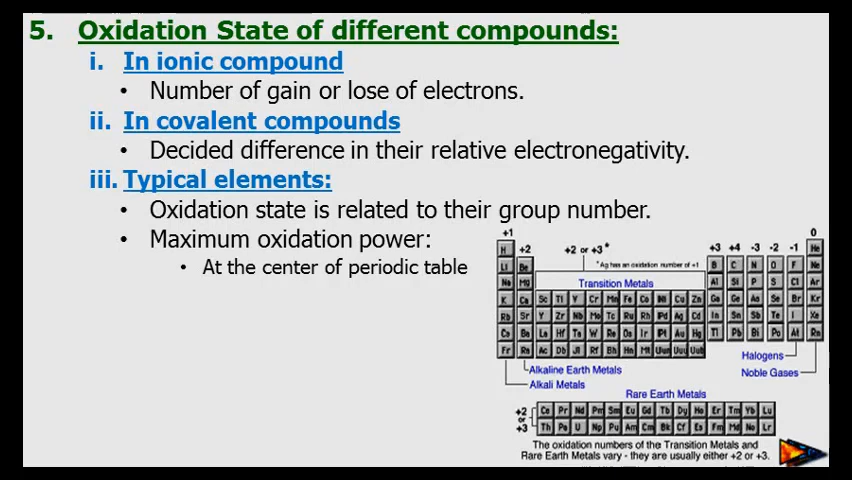 5. Oxidation State of different compounds:
i. In ionic compound
• Number of gain or lose of electrons.
ii. In covalent compounds
• Decided difference in their relative electronegativity.
iii. Typical elements:
• Oxidation state is related to their group number.
• Maximum oxidation power:
• At the center of periodic table
+1 0
+2 +2 or +3* +3 +4 -3 -2 -1
*Ag has an oxidation number of +1
H He
Li Be B C N O F Ne
Na Mg Transition Metals Al Si P S Cl Ar
K Ca Sc Ti V Cr Mn Fe Co Ni Cu Zn Ga Ge As Se Br Kr
Rb Sr Y Zr Nb Mo Tc Ru Rh Pd Ag Cd In Sn Sb Te I Xe
Cs Ba La Hf Ta W Re Os Ir Pt Au Hg Tl Pb Bi Po At Rn
Fr Ra Ac Db Jl Rf Bh Hn Mt Uun Uuu Uub
Halogens
Alkaline Earth Metals Noble Gases
Alkali Metals
Rare Earth Metals
+2 or +3
Ce Pr Nd Pm Sm Eu Gd Tb Dy Ho Er Tm Yb Lu
Th Pa U Np Pu Am Cm Bk Cf Es Fm Md No Lr
The oxidation numbers of the Transition Metals and
Rare Earth Metals vary - they are usually either +2 or +3.